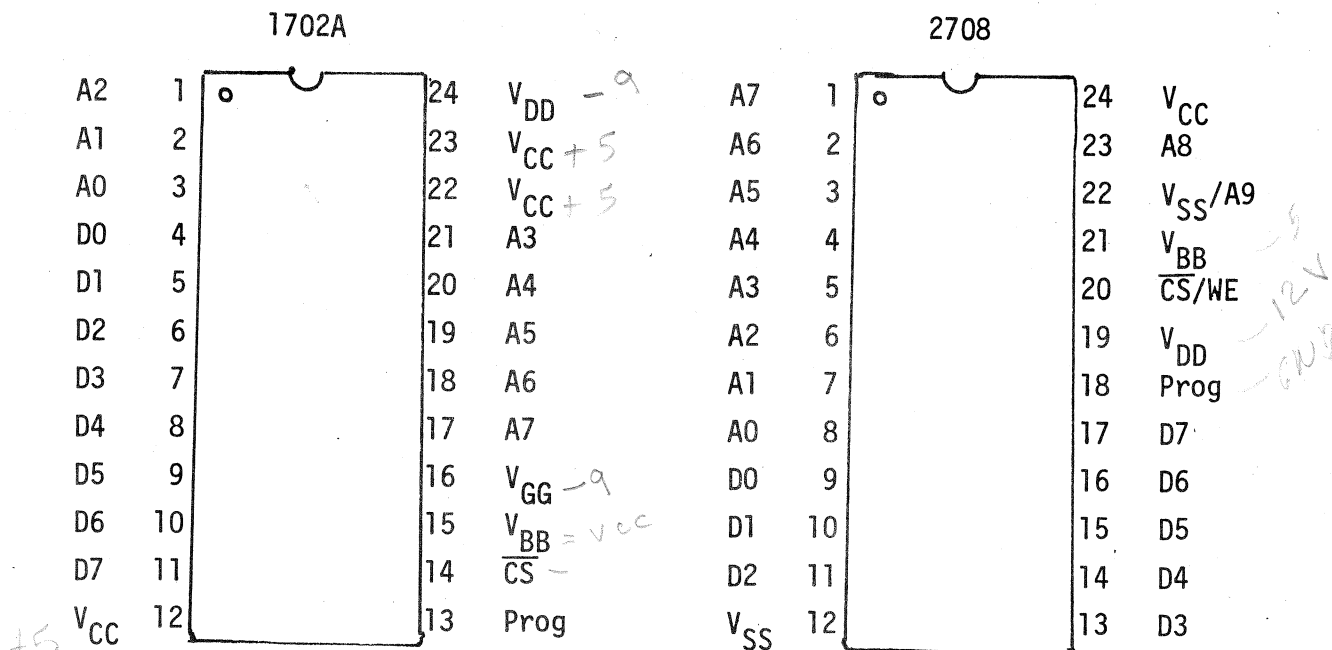 1702A
A2 1 24 VDD -9
A1 2 23 VCC +5
A0 3 22 VCC +5
D0 4 21 A3
D1 5 20 A4
D2 6 19 A5
D3 7 18 A6
D4 8 17 A7
D5 9 16 VGG -9
D6 10 15 VBB = vcc
D7 11 14 C̅S̅ -
+5 VCC 12 13 Prog
2708
A7 1 24 VCC
A6 2 23 A8
A5 3 22 VSS/A9
A4 4 21 VBB -5
A3 5 20 C̅S̅/WE
A2 6 19 VDD - 12V
A1 7 18 Prog - GND
A0 8 17 D7
D0 9 16 D6
D1 10 15 D5
D2 11 14 D4
VSS 12 13 D3